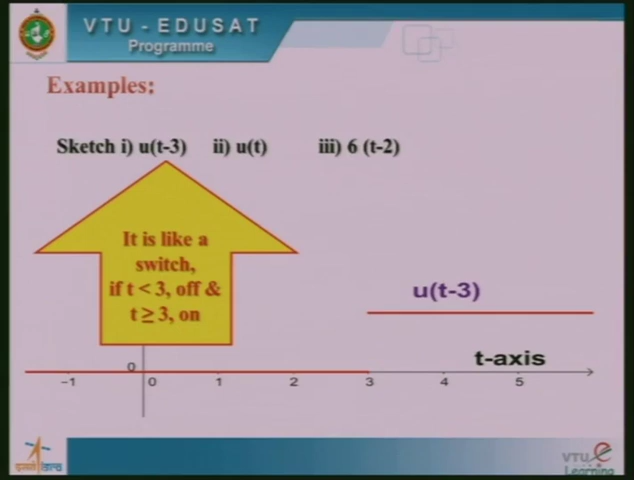 VTU - EDUSAT
Programme
Examples:
Sketch i) u(t-3) ii) u(t) iii) 6 (t-2)
It is like a
switch,
if t < 3, off &
t ≥ 3, on
u(t-3)
t-axis
0
-1 0 1 2 3 4 5
VTU e
Learning